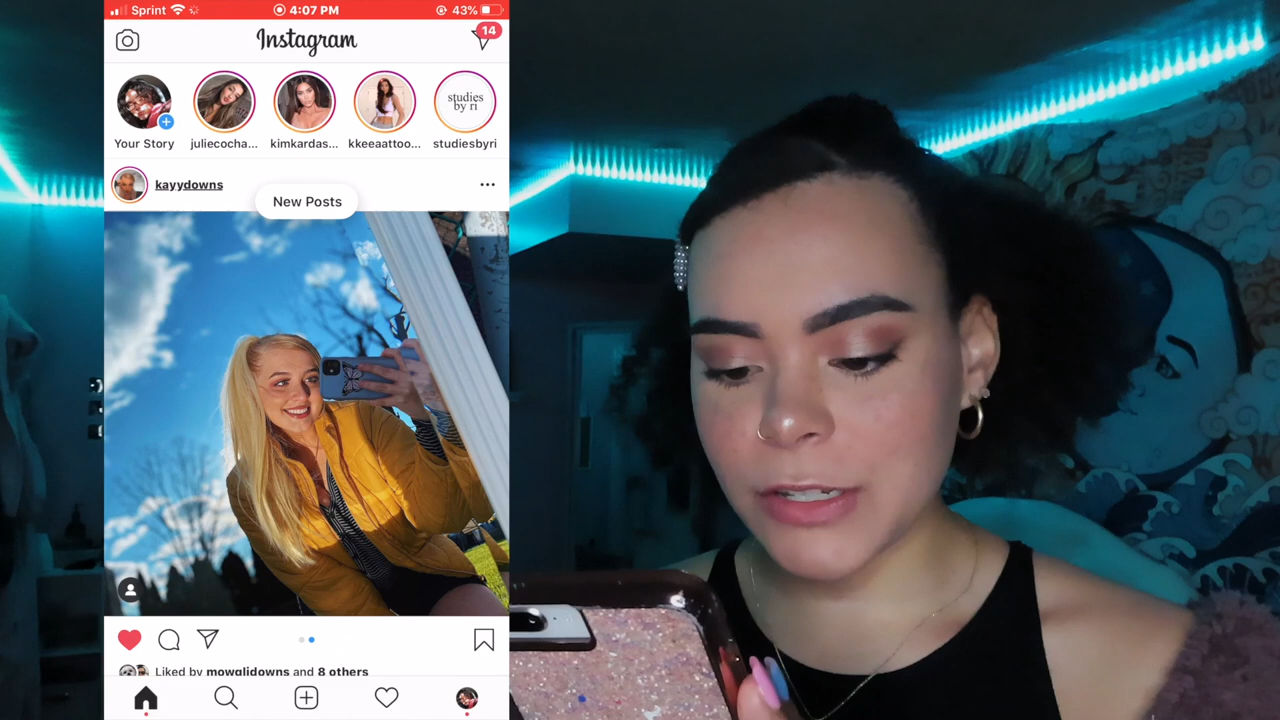 Sprint 4:07 PM 43%
Instagram 14
studies
by ri
Your Story juliecocha... kimkardas... kkeeaattoo... studiesbyri
kayydowns
New Posts
Liked by mowglidowns and 8 others